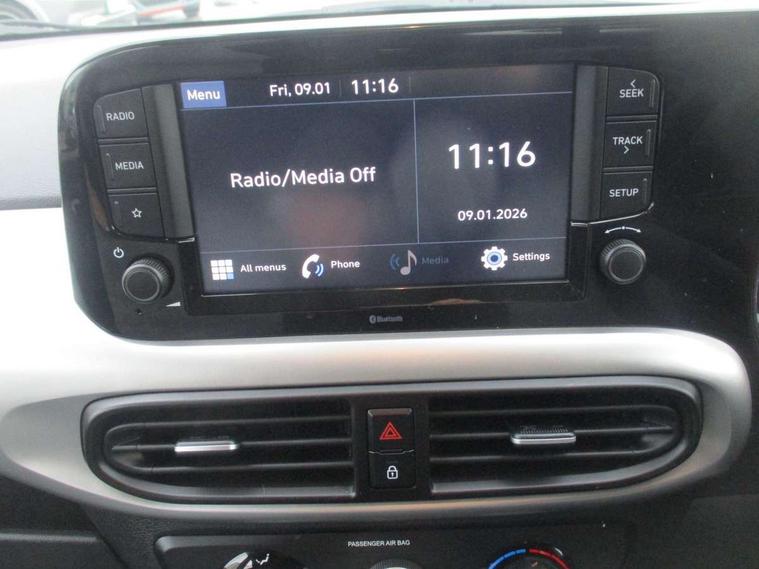 Menu
Fri, 09.01
11:16
RADIO
MEDIA
SEEK
TRACK
SETUP
Radio/Media Off
11:16
09.01.2026
All menus
Phone
Media
Settings
Bluetooth
PASSENGER AIR BAG